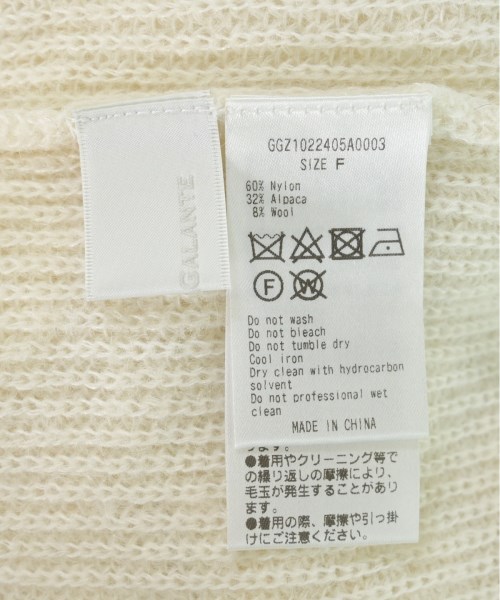 GALANTE
GGZ1022405A0003
SIZE F
60% Nylon
32% Alpaca
8% Wool
F
W
Do not wash
Do not bleach
Do not tumble dry
Cool iron
Dry clean with hydrocarbon
solvent
Do not professional wet
clean
MADE IN CHINA
ります。
●着用やクリーニング等で
の繰り返しの摩擦により、
毛玉が発生することがあり
ます。
●着用の際、摩擦や引っ掛
けにご注意ください。